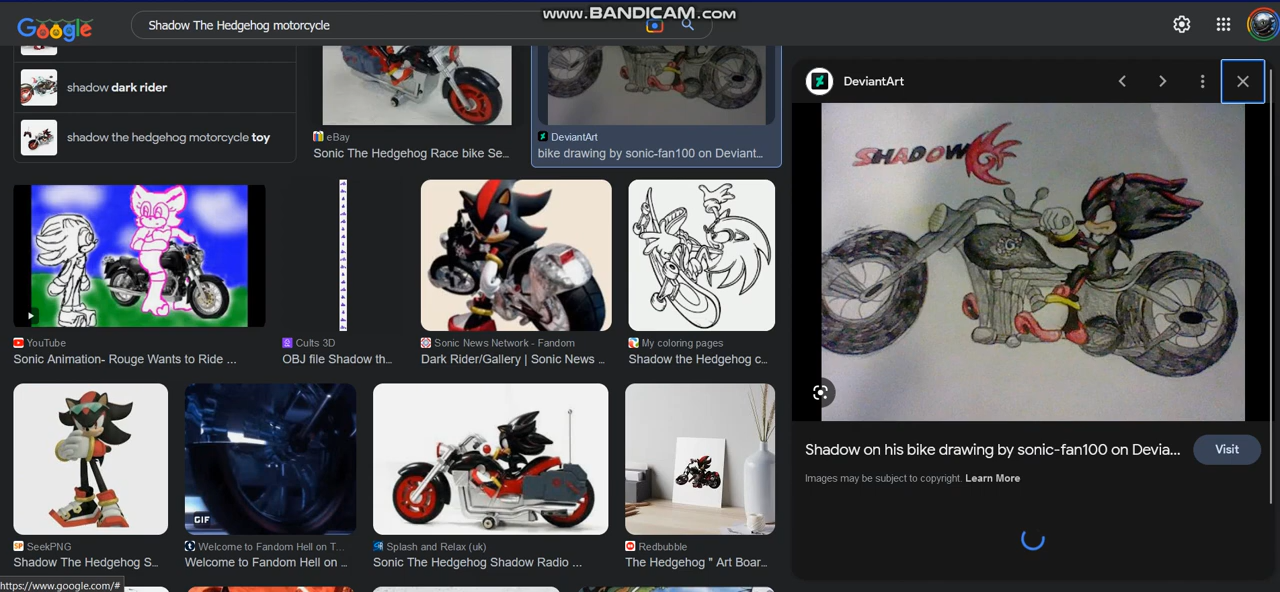 www.BANDICAM.com
Google
Shadow The Hedgehog motorcycle
shadow dark rider
shadow the hedgehog motorcycle toy
eBay
Sonic The Hedgehog Race bike Se...
DeviantArt
bike drawing by sonic-fan100 on Deviant...
YouTube
Sonic Animation- Rouge Wants to Ride ...
Cults 3D
OBJ file Shadow th...
Sonic News Network - Fandom
Dark Rider/Gallery | Sonic News ...
My coloring pages
Shadow the Hedgehog c...
GIF
SeekPNG
Shadow The Hedgehog S...
Welcome to Fandom Hell on T...
Welcome to Fandom Hell on ...
Splash and Relax (uk)
Sonic The Hedgehog Shadow Radio ...
Redbubble
The Hedgehog " Art Boar...
https://www.google.com/#
DeviantArt
SHADOW
Shadow on his bike drawing by sonic-fan100 on Devia...
Visit
Images may be subject to copyright. Learn More